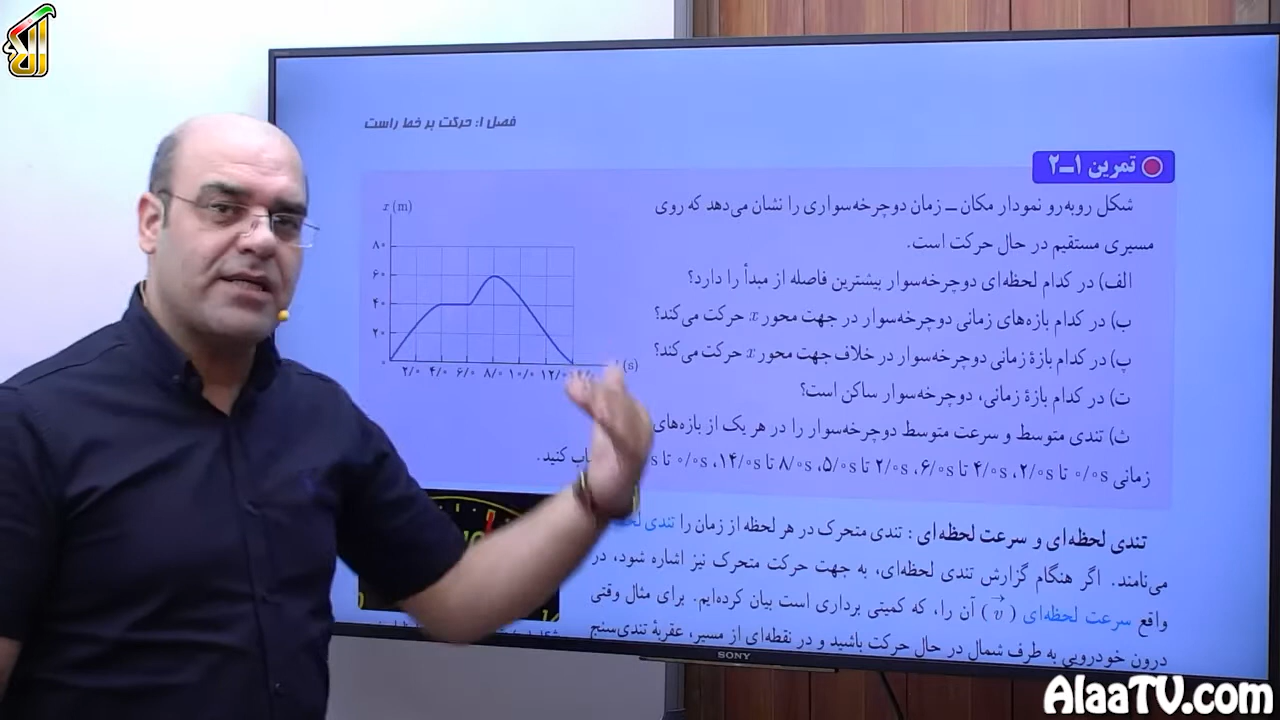 آلاء
فصل ۱: حرکت بر خط راست
تمرین ۱-۲
شکل روبه‌رو نمودار مکان ــ زمان دوچرخه‌سواری را نشان می‌دهد که روی
مسیری مستقیم در حال حرکت است.
الف) در کدام لحظه‌ای دوچرخه‌سوار بیشترین فاصله از مبدأ را دارد؟
ب) در کدام بازه‌های زمانی دوچرخه‌سوار در جهت محور x حرکت می‌کند؟
پ) در کدام بازهٔ زمانی دوچرخه‌سوار در خلاف جهت محور x حرکت می‌کند؟
ت) در کدام بازهٔ زمانی، دوچرخه‌سوار ساکن است؟
ث) تندی متوسط و سرعت متوسط دوچرخه‌سوار را در هر یک از بازه‌های
زمانی ۰/۰s تا ۲/۰s، ۴/۰s تا ۶/۰s، ۲/۰s تا ۵/۰s، ۸/۰s تا ۱۴/۰s، ۰/۰s تا کنید.
x (m)
۸۰
۶۰
۴۰
۲۰
۰
۲/۰ ۴/۰ ۶/۰ ۸/۰ ۱۰/۰ ۱۲/۰
(s)
تندی لحظه‌ای و سرعت لحظه‌ای : تندی متحرک در هر لحظه از زمان را تندی
می‌نامند. اگر هنگام گزارش تندی لحظه‌ای، به جهت حرکت متحرک نیز اشاره شود، در
واقع سرعت لحظه‌ای (v⃗) آن را، که کمیتی برداری است بیان کرده‌ایم. برای مثال وقتی
درون خودرویی به طرف شمال در حال حرکت باشید و در نقطه‌ای از مسیر، عقربهٔ تندی‌سنج
SONY
AlaaTV.com